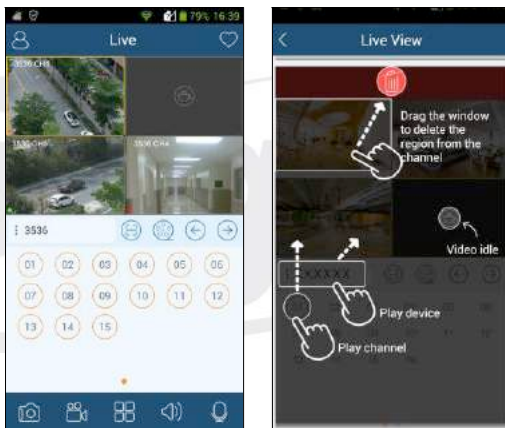 79% 16:39
Live
3536 CH1
3536 CH3
3536 CH4
3536
01 02 03 04 05 06
07 08 09 10 11 12
13 14 15
Live View
Drag the window
to delete the
region from the
channel
Video idle
XXXXX
Play device
Play channel